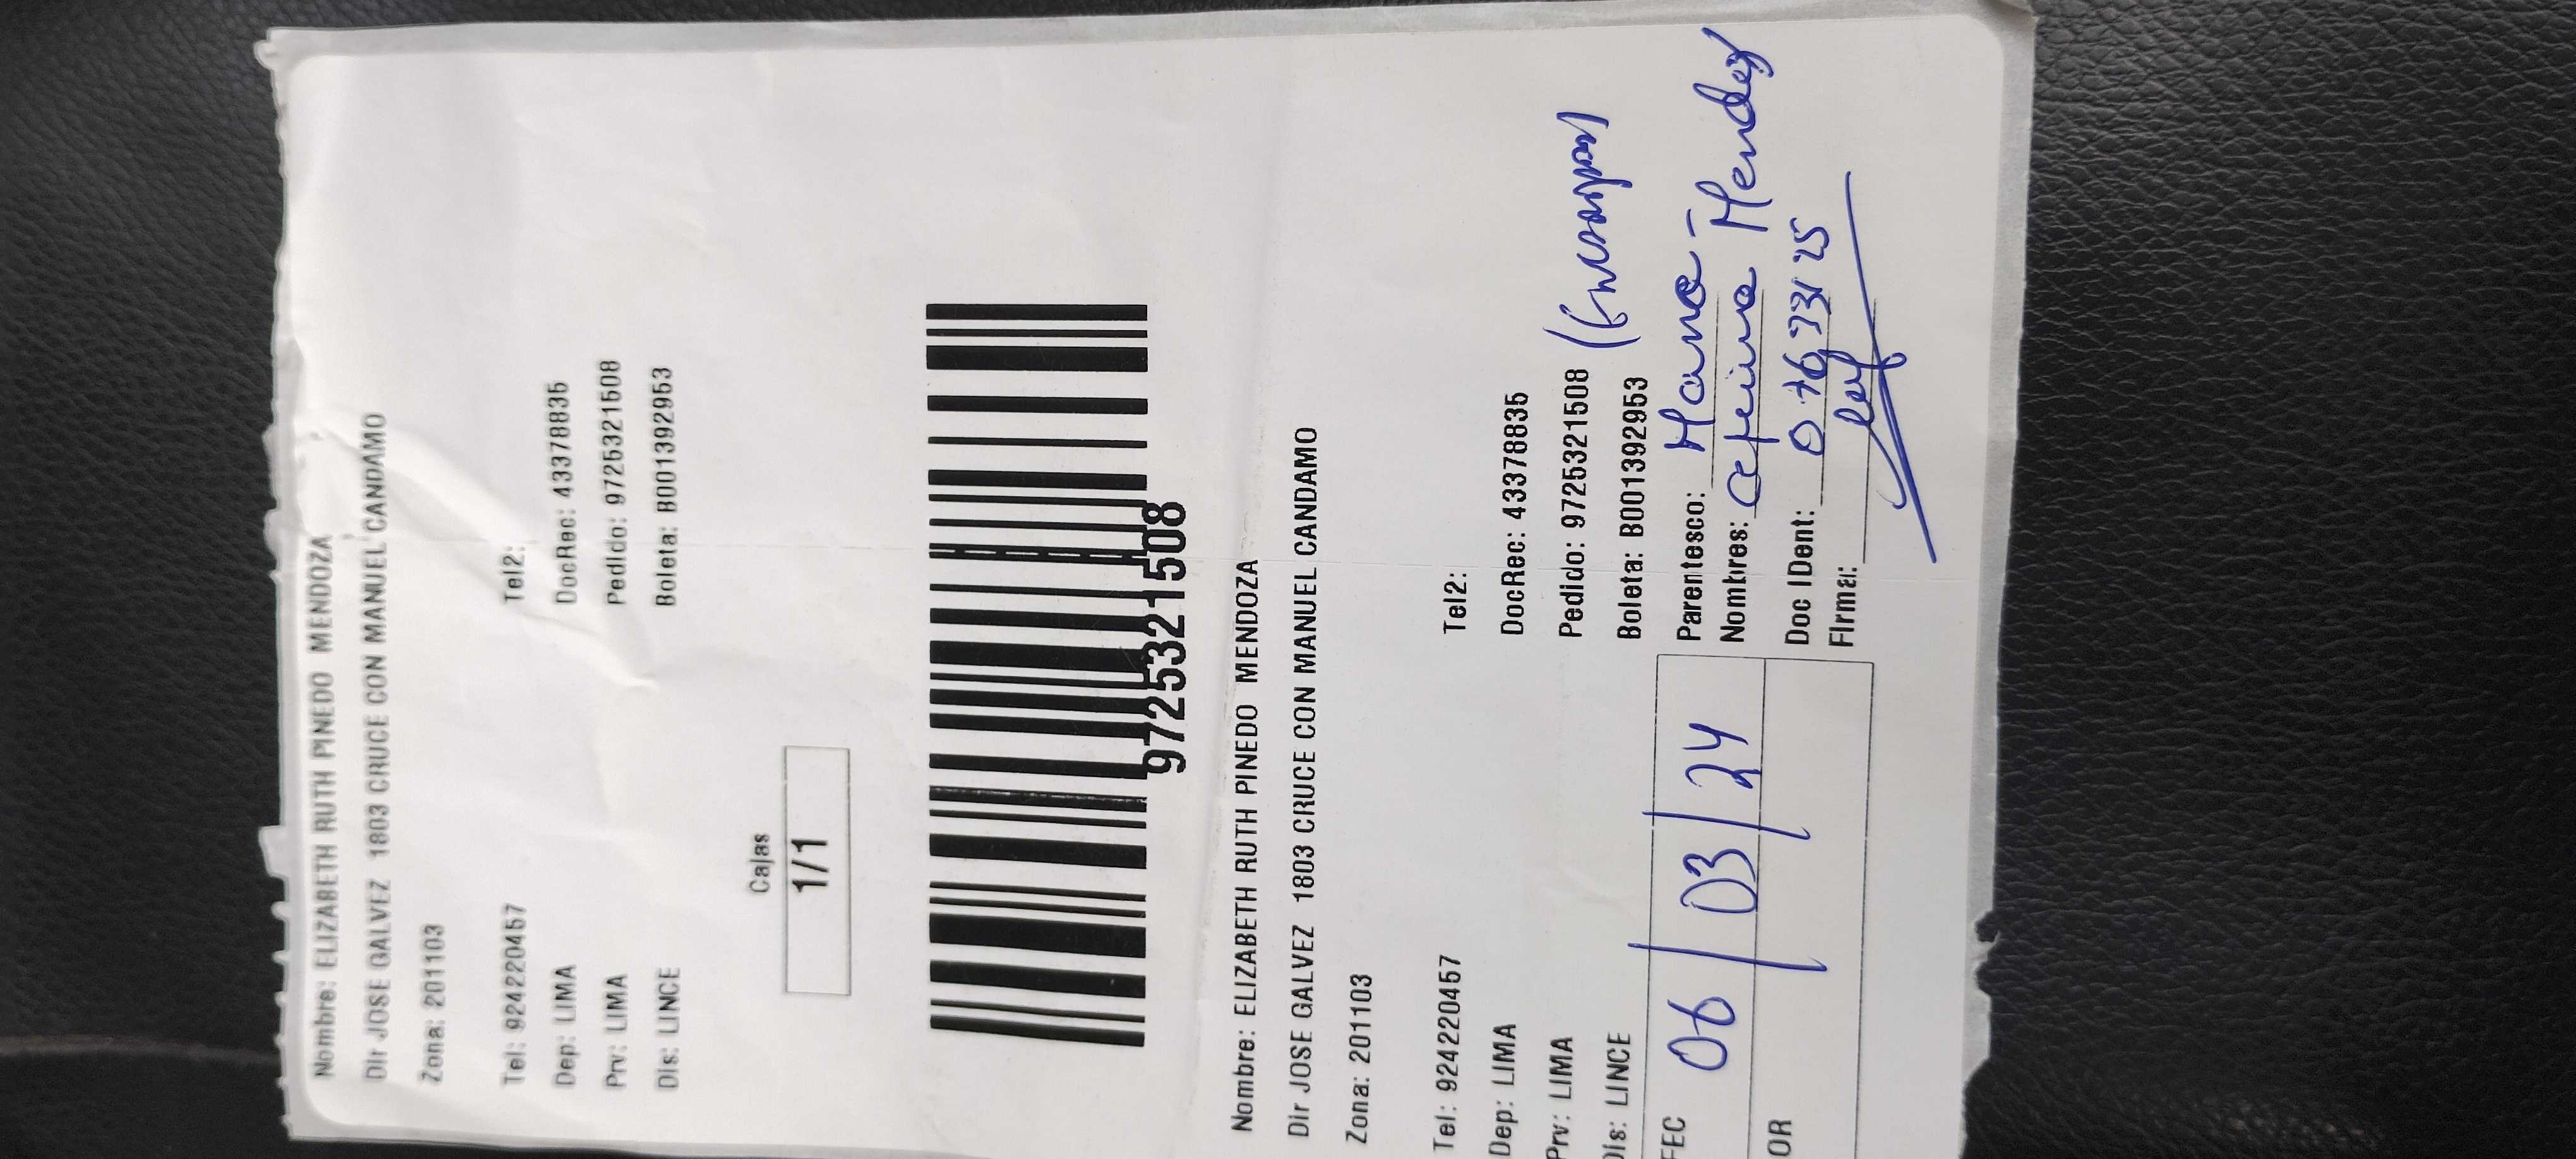 Nombre: ELIZABETH RUTH PINEDO MENDOZA
Dir JOSE GALVEZ 1803 CRUCE CON MANUEL CANDAMO
Zona: 201103
Tel: 924220457 Tel2:
Dep: LIMA DocRec: 43378835
Prv: LIMA Pedido: 9725321508
Dis: LINCE Boleta: B001392953
Cajas
1/1
9725321508
Nombre: ELIZABETH RUTH PINEDO MENDOZA
Dir JOSE GALVEZ 1803 CRUCE CON MANUEL CANDAMO
Zona: 201103
Tel: 924220457 Tel2:
Dep: LIMA DocRec: 43378835
Prv: LIMA Pedido: 9725321508
Dis: LINCE Boleta: B001392953
FEC 06/03/24 Parentesco:
Nombres: Mendez
OR Doc IDent:
Firma: